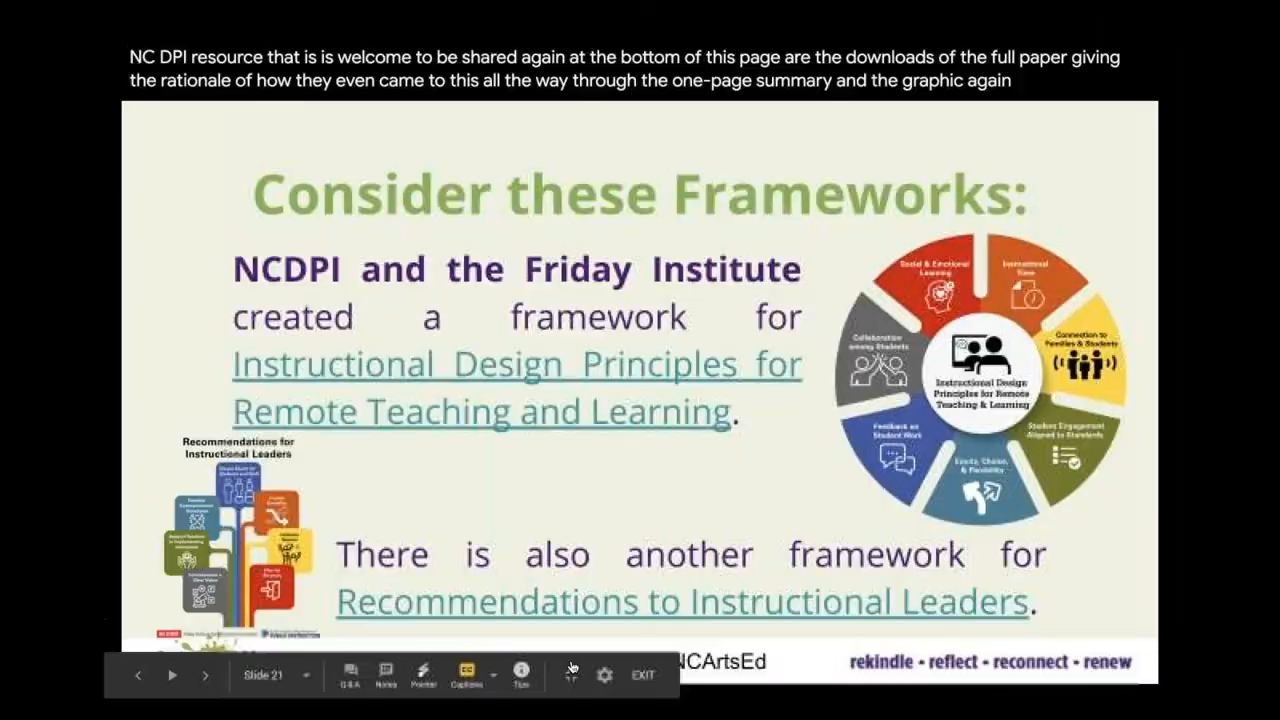 NC DPI resource that is is welcome to be shared again at the bottom of this page are the downloads of the full paper giving
the rationale of how they even came to this all the way through the one-page summary and the graphic again
Consider these Frameworks:
NCDPI and the Friday Institute
created a framework for
Instructional Design Principles for
Remote Teaching and Learning.
Social & Emotional
Learning
Instructional
Time
Connection to
Families & Students
Collaboration
among Students
Instructional Design
Principles for Remote
Teaching & Learning
Feedback on
Student Work
Student Engagement
Aligned to Standards
Equity, Choice,
& Flexibility
Recommendations for
Instructional Leaders
There is also another framework for
Recommendations to Instructional Leaders.
NCArtsEd
rekindle - reflect - reconnect - renew
Slide 21
Q&A
Notes
Pointer
Captions
Tips
EXIT